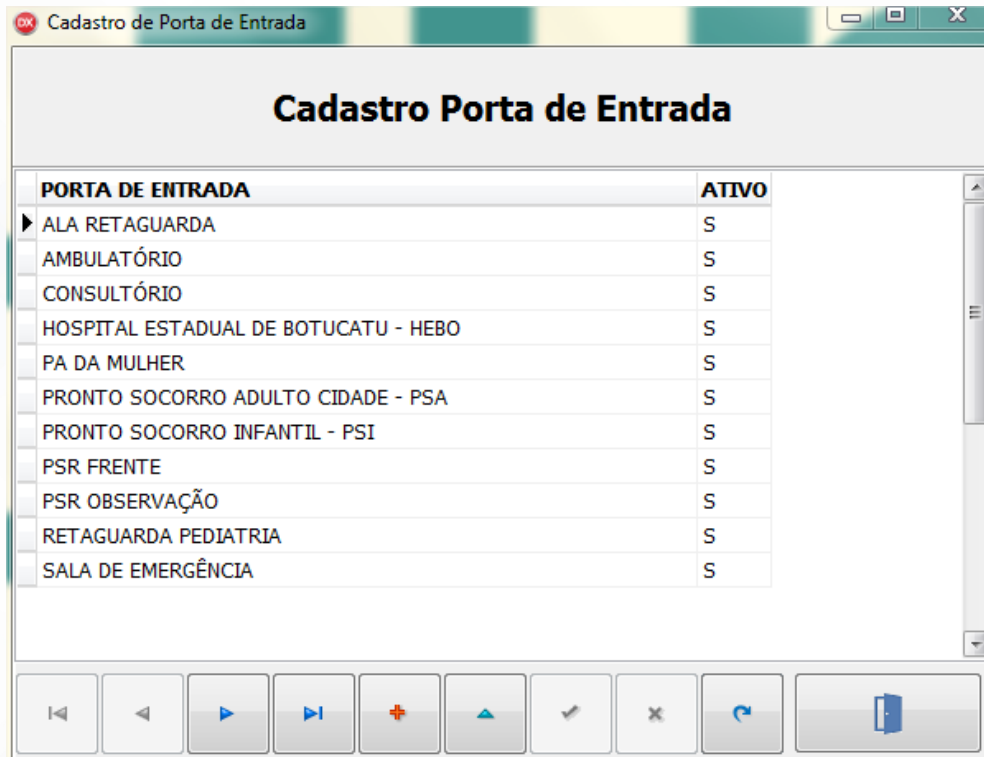 DX Cadastro de Porta de Entrada
Cadastro Porta de Entrada
PORTA DE ENTRADA ATIVO
ALA RETAGUARDA S
AMBULATÓRIO S
CONSULTÓRIO S
HOSPITAL ESTADUAL DE BOTUCATU - HEBO S
PA DA MULHER S
PRONTO SOCORRO ADULTO CIDADE - PSA S
PRONTO SOCORRO INFANTIL - PSI S
PSR FRENTE S
PSR OBSERVAÇÃO S
RETAGUARDA PEDIATRIA S
SALA DE EMERGÊNCIA S